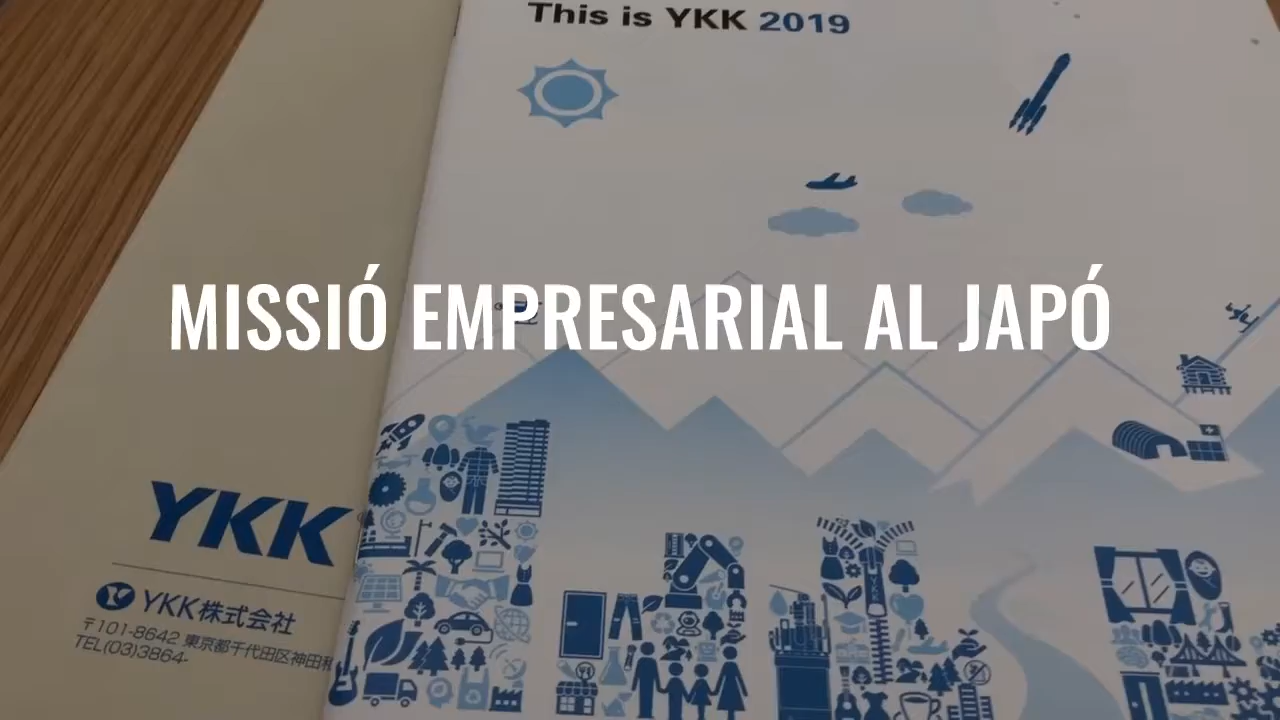 This is YKK 2019
MISSIÓ EMPRESARIAL AL JAPÓ
YKK
YKK株式会社
〒101-8642 東京都千代田区神田和
TEL(03)3864-